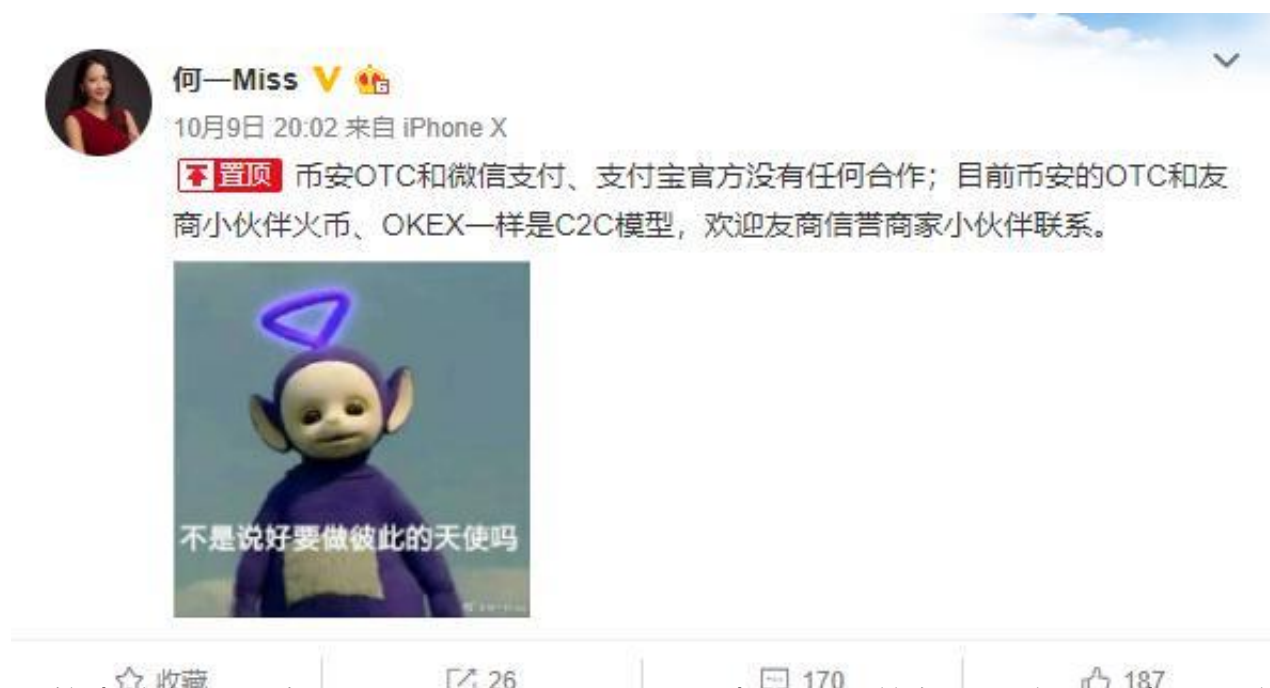 何一Miss
10月9日 20:02 来自 iPhone X
置顶 币安OTC和微信支付、支付宝官方没有任何合作；目前币安的OTC和友
商小伙伴火币、OKEX一样是C2C模型，欢迎友商信誉商家小伙伴联系。
不是说好要做彼此的天使吗
收藏 26 170 187